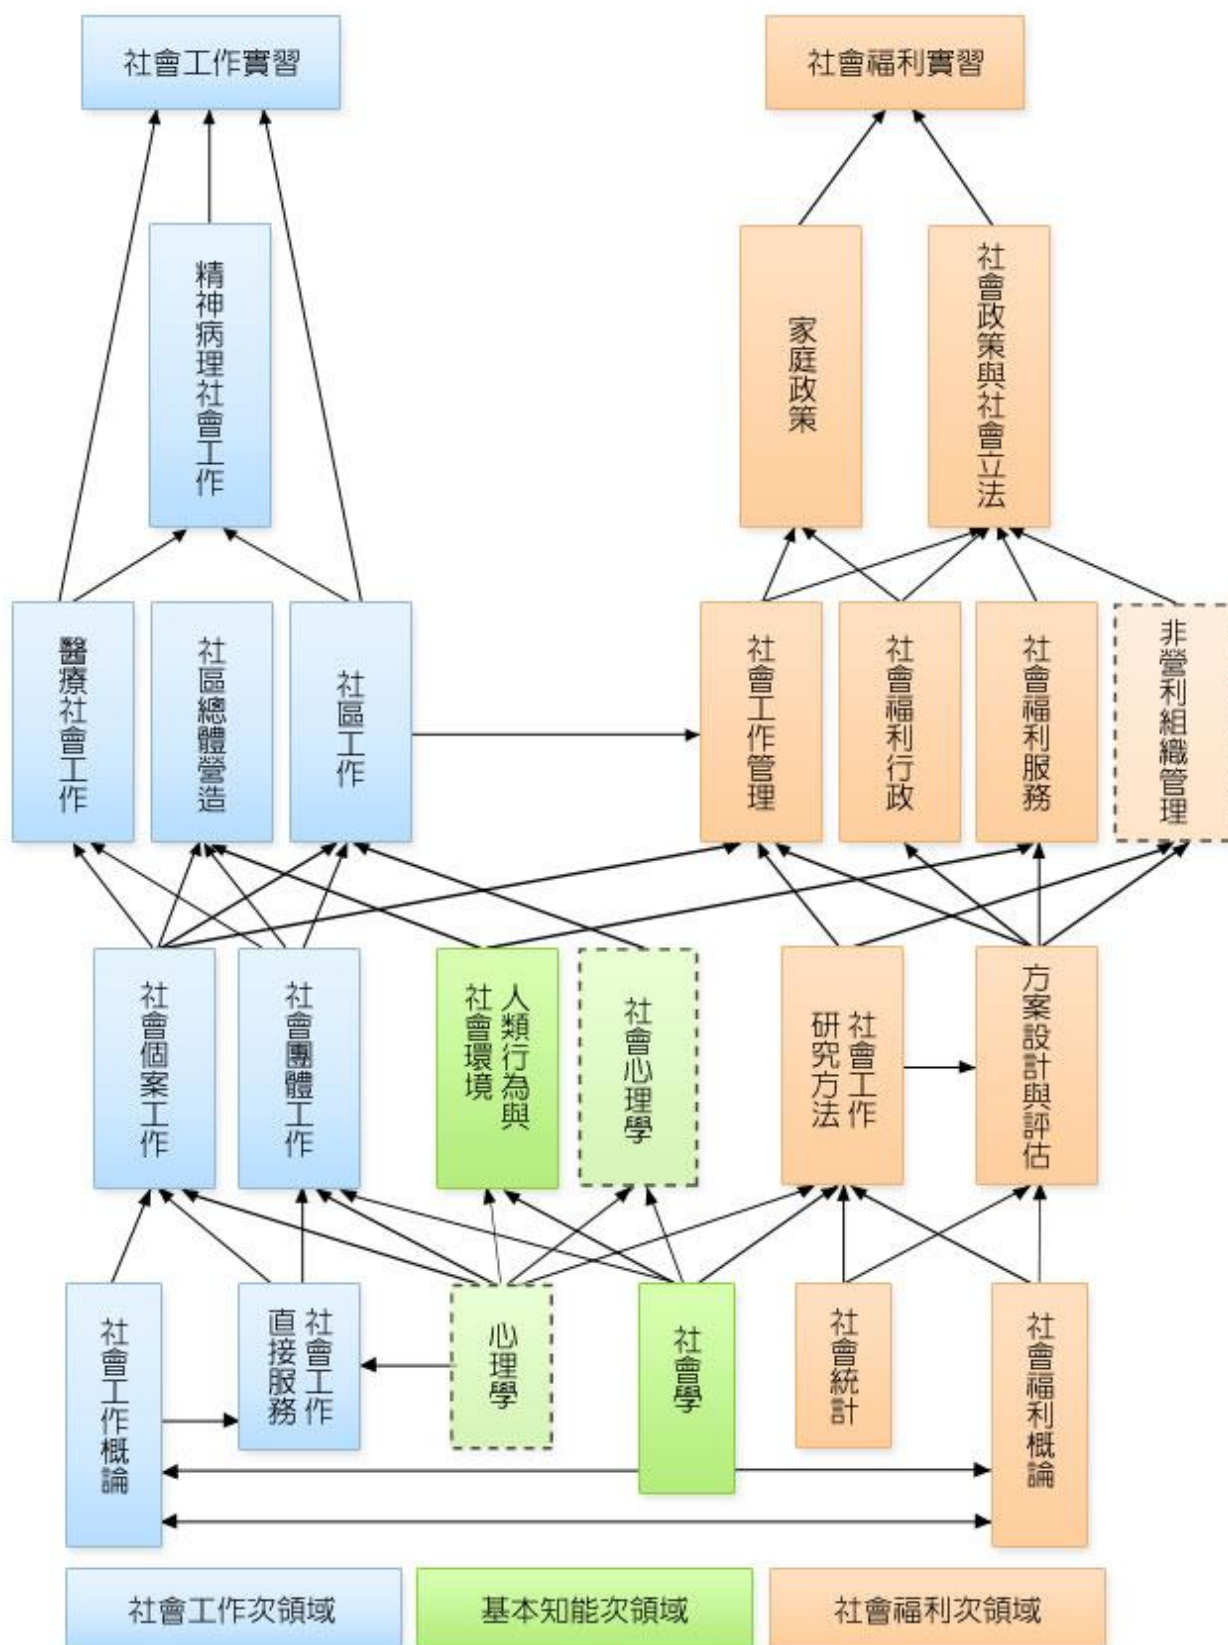 社會工作實習
社會福利實習
精神病理社會工作
家庭政策
社會政策與社會立法
醫療社會工作
社區總體營造
社區工作
社會工作管理
社會福利行政
社會福利服務
非營利組織管理
社會個案工作
社會團體工作
人類行為與
社會環境
社會心理學
社會工作
研究方法
方案設計與評估
社會工作概論
社會工作
直接服務
心理學
社會學
社會統計
社會福利概論
社會工作次領域
基本知能次領域
社會福利次領域